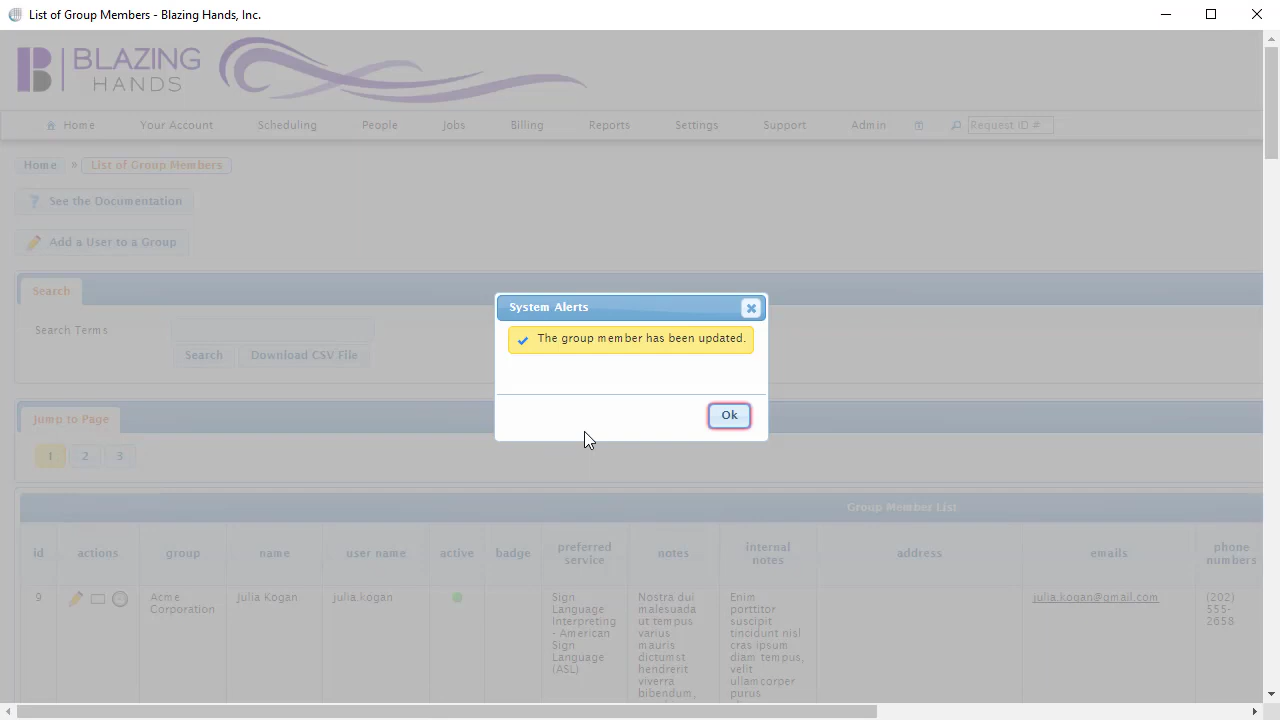 List of Group Members - Blazing Hands, Inc.
BLAZING
HANDS
Home Your Account Scheduling People Jobs Billing Reports Settings Support Admin Request ID #
Home » List of Group Members
See the Documentation
Add a User to a Group
Search
Search Terms
Search Download CSV File
System Alerts
The group member has been updated.
Ok
Jump to Page
1 2 3
Group Member List
id actions group name user name active badge preferred service notes internal notes address emails phone numbers
9
Acme
Corporation
Julia Kogan
julia.kogan
Sign
Language
Interpreting
- American
Sign
Language
(ASL)
Nostra dui
malesuada
ut tempus
varius
mauris
dictumst
hendrerit
viverra
bibendum,
Enim
porttitor
suscipit
tincidunt nisl
cras ipsum
diam tempus,
velit
ullamcorper
purus
julia.kogan@gmail.com
(202)
555-
2658